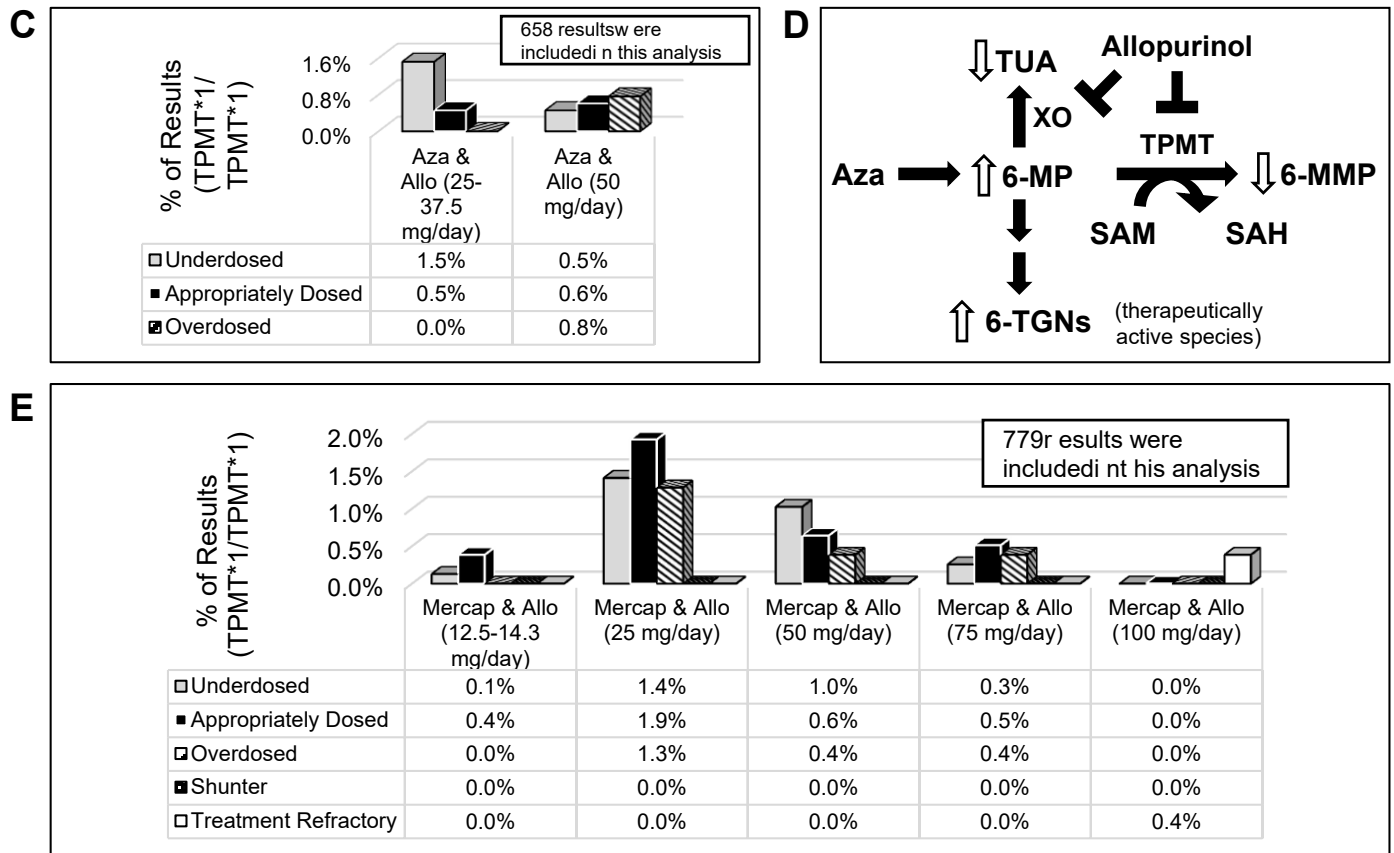 C
658 resultsw ere
includedi n this analysis
% of Results
(TPMT*1/
TPMT*1)
1.6%
0.8%
0.0%
Aza &
Allo (25-
37.5
mg/day)
Aza &
Allo (50
mg/day)
Underdosed 1.5% 0.5%
Appropriately Dosed 0.5% 0.6%
Overdosed 0.0% 0.8%
D
Allopurinol
TUA
XO
TPMT
Aza 6-MP 6-MMP
SAM SAH
6-TGNs (therapeutically
active species)
E
779r esults were
includedi nt his analysis
% of Results
(TPMT*1/TPMT*1)
2.0%
1.5%
1.0%
0.5%
0.0%
Mercap & Allo
(12.5-14.3
mg/day)
Mercap & Allo
(25 mg/day)
Mercap & Allo
(50 mg/day)
Mercap & Allo
(75 mg/day)
Mercap & Allo
(100 mg/day)
Underdosed 0.1% 1.4% 1.0% 0.3% 0.0%
Appropriately Dosed 0.4% 1.9% 0.6% 0.5% 0.0%
Overdosed 0.0% 1.3% 0.4% 0.4% 0.0%
Shunter 0.0% 0.0% 0.0% 0.0% 0.0%
Treatment Refractory 0.0% 0.0% 0.0% 0.0% 0.4%